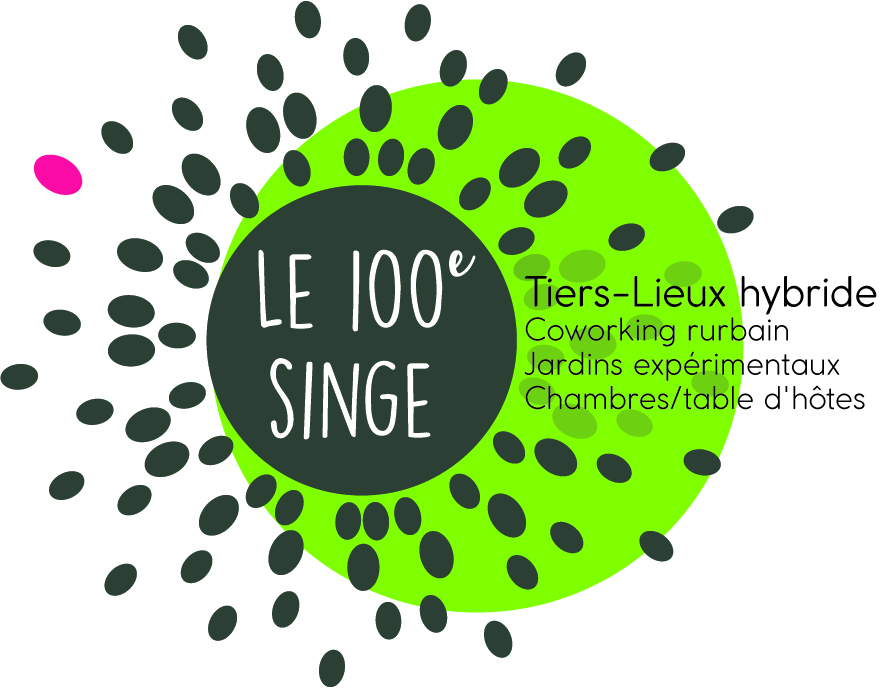 LE 100e
SINGE
Tiers-Lieux hybride
Coworking rurbain
Jardins expérimentaux
Chambres/table d'hôtes